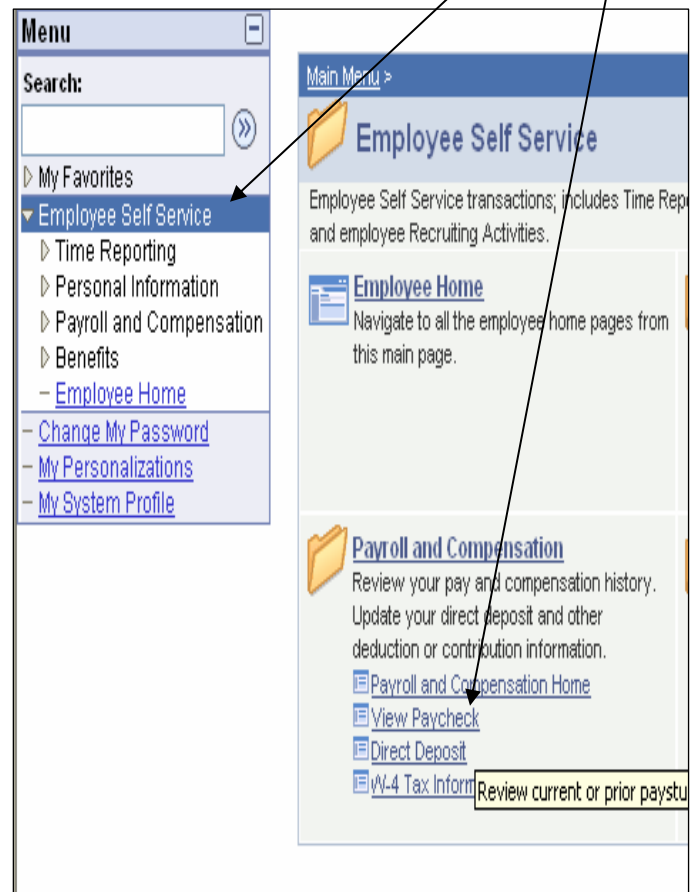 Menu
Search:
My Favorites
Employee Self Service
Time Reporting
Personal Information
Payroll and Compensation
Benefits
Employee Home
Change My Password
My Personalizations
My System Profile
Main Menu >
Employee Self Service
Employee Self Service transactions; includes Time Rep
and employee Recruiting Activities.
Employee Home
Navigate to all the employee home pages from
this main page.
Payroll and Compensation
Review your pay and compensation history.
Update your direct deposit and other
deduction or contribution information.
Payroll and Compensation Home
View Paycheck
Direct Deposit
W-4 Tax Inform
Review current or prior paystu